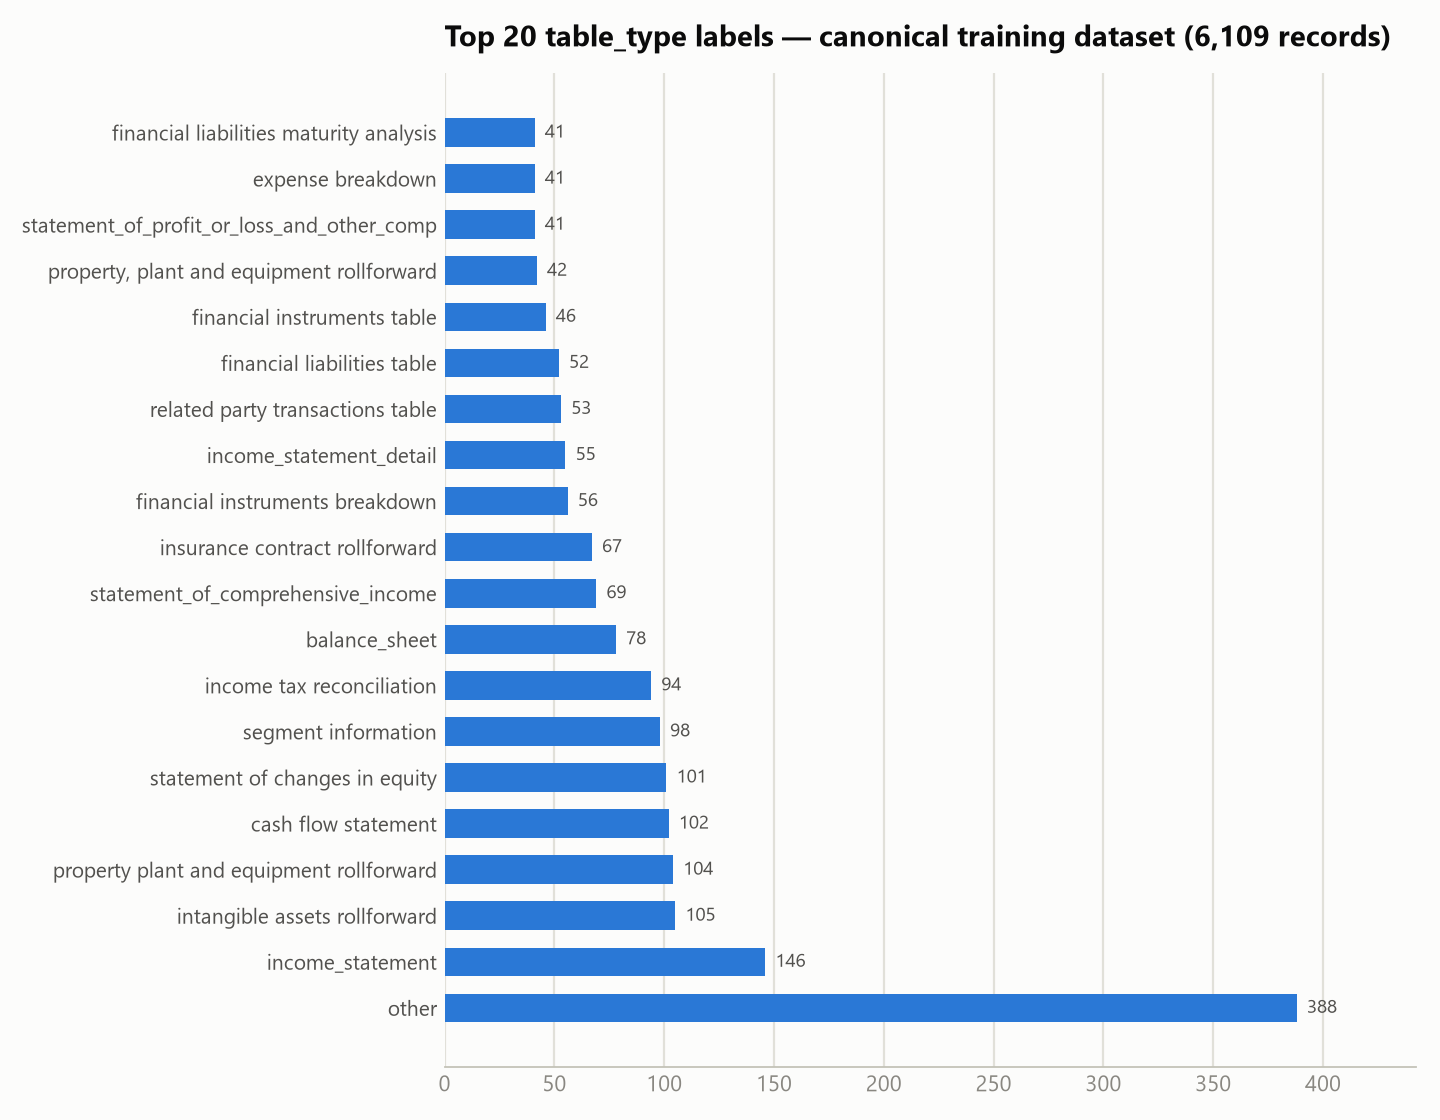 Top 20 table_type labels — canonical training dataset (6,109 records)
financial liabilities maturity analysis 41
expense breakdown 41
statement_of_profit_or_loss_and_other_comp 41
property, plant and equipment rollforward 42
financial instruments table 46
financial liabilities table 52
related party transactions table 53
income_statement_detail 55
financial instruments breakdown 56
insurance contract rollforward 67
statement_of_comprehensive_income 69
balance_sheet 78
income tax reconciliation 94
segment information 98
statement of changes in equity 101
cash flow statement 102
property plant and equipment rollforward 104
intangible assets rollforward 105
income_statement 146
other 388
0 50 100 150 200 250 300 350 400